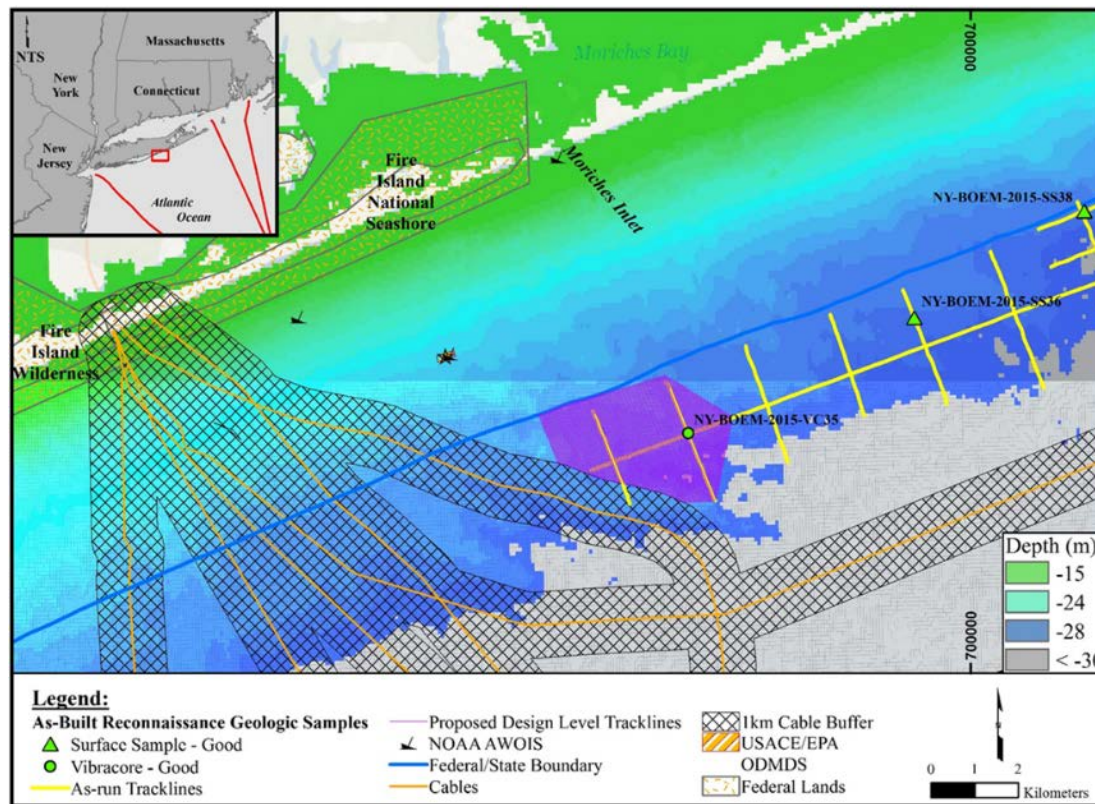 NTS
Massachusetts
New
York
Connecticut
New
Jersey
Atlantic
Ocean
Moriches Bay
700000
Fire
Island
National
Seashore
Moriches Inlet
NY-BOEM-2015-SS38
NY-BOEM-2015-SS36
Fire
Island
Wilderness
NY-BOEM-2015-VC35
Depth (m)
-15
-24
-28
< -30
700000
Legend:
As-Built Reconnaissance Geologic Samples
Surface Sample - Good
Vibracore - Good
As-run Tracklines
Proposed Design Level Tracklines
NOAA AWOIS
Federal/State Boundary
Cables
1km Cable Buffer
USACE/EPA
ODMDS
Federal Lands
N
0 1 2
Kilometers